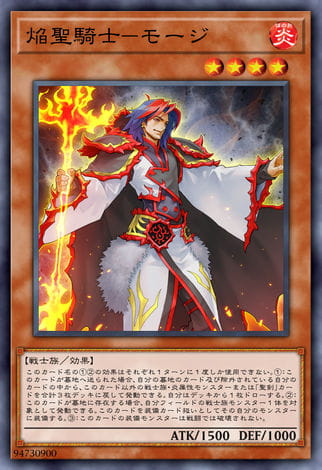 焔聖騎士-モージ
ほのお
炎
【戦士族／効果】
このカード名の①②の効果はそれぞれ１ターンに１度しか使用できない。①：
このカードが墓地へ送られた場合、自分の墓地のカード及び除外されている自分の
カードの中から、このカード以外の戦士族・炎属性モンスターまたは「聖剣」カード
を合計３枚デッキに戻して発動できる。自分はデッキから１枚ドローする。②：
このカードが墓地に存在する場合、自分フィールドの戦士族モンスター１体を対
象として発動できる。このカードを装備カード扱いとしてその自分のモンスター
に装備する。③：このカードの装備モンスターは戦闘では破壊されない。
ATK/1500 DEF/1000
94730900